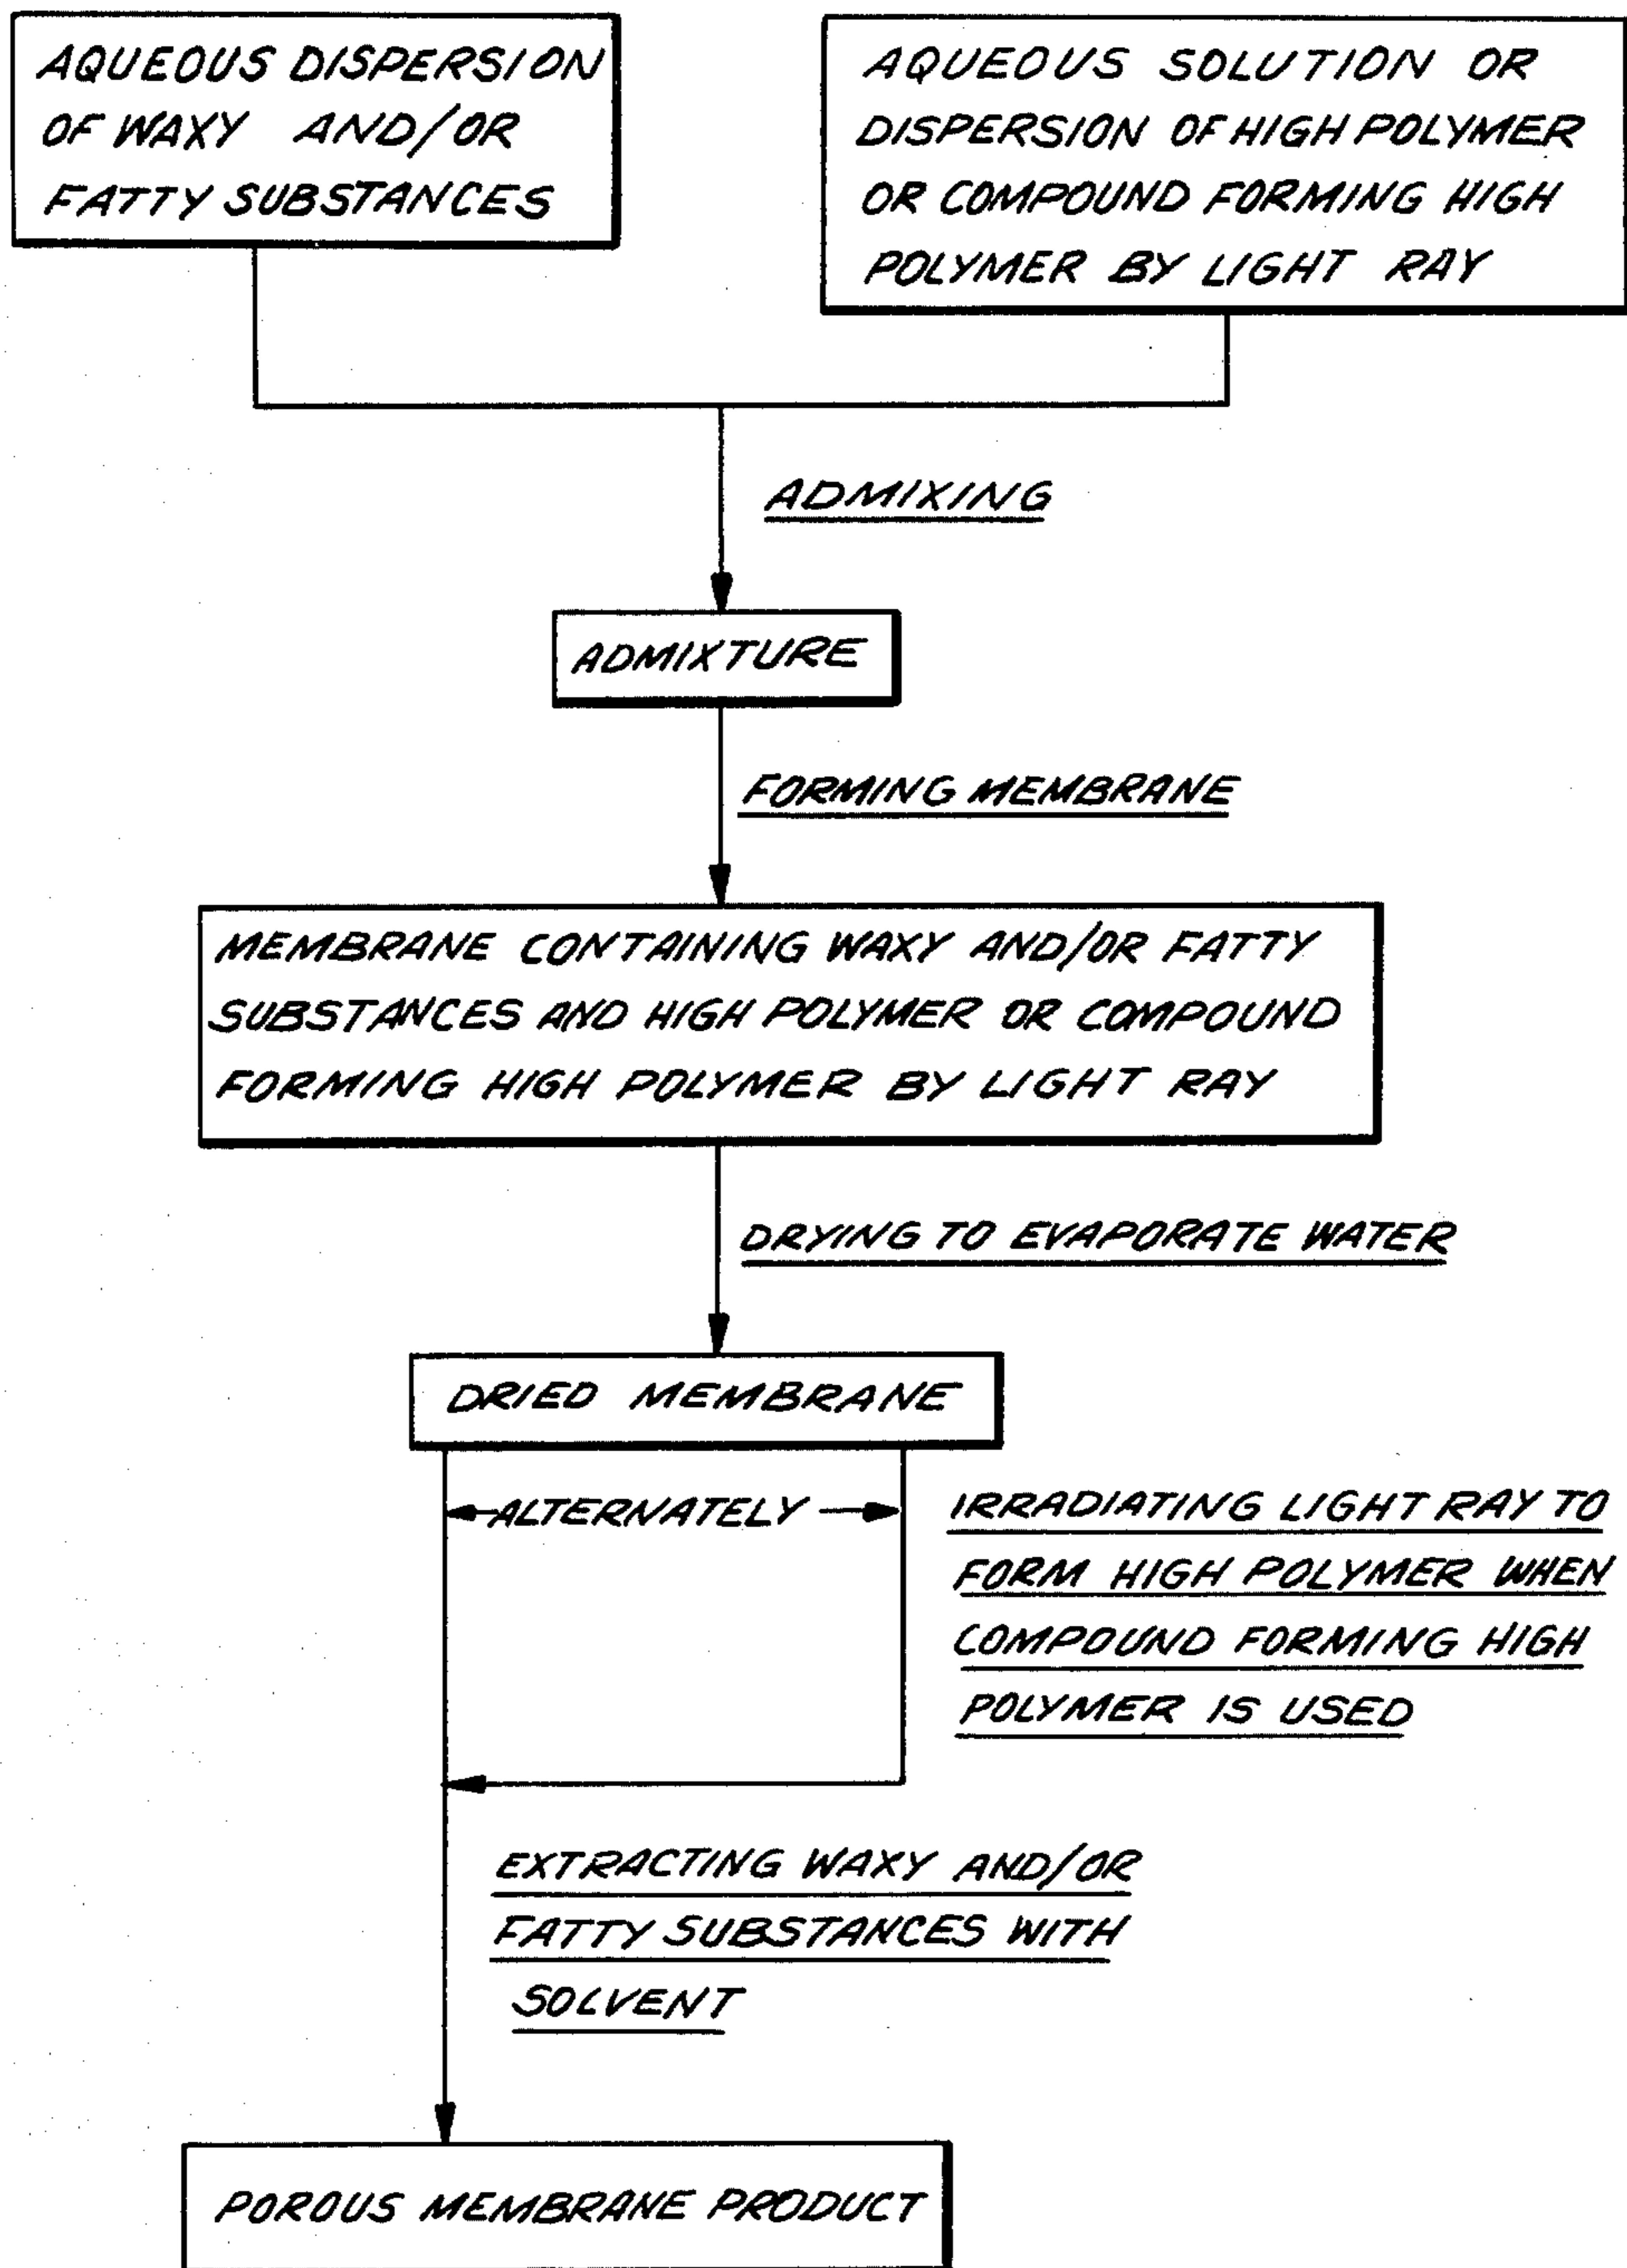 AQUEOUS DISPERSION
OF WAXY AND/OR
FATTY SUBSTANCES
AQUEOUS SOLUTION OR
DISPERSION OF HIGH POLYMER
OR COMPOUND FORMING HIGH
POLYMER BY LIGHT RAY
ADMIXING
ADMIXTURE
FORMING MEMBRANE
MEMBRANE CONTAINING WAXY AND/OR FATTY
SUBSTANCES AND HIGH POLYMER OR COMPOUND
FORMING HIGH POLYMER BY LIGHT RAY
DRYING TO EVAPORATE WATER
DRIED MEMBRANE
ALTERNATELY
IRRADIATING LIGHT RAY TO
FORM HIGH POLYMER WHEN
COMPOUND FORMING HIGH
POLYMER IS USED
EXTRACTING WAXY AND/OR
FATTY SUBSTANCES WITH
SOLVENT
POROUS MEMBRANE PRODUCT